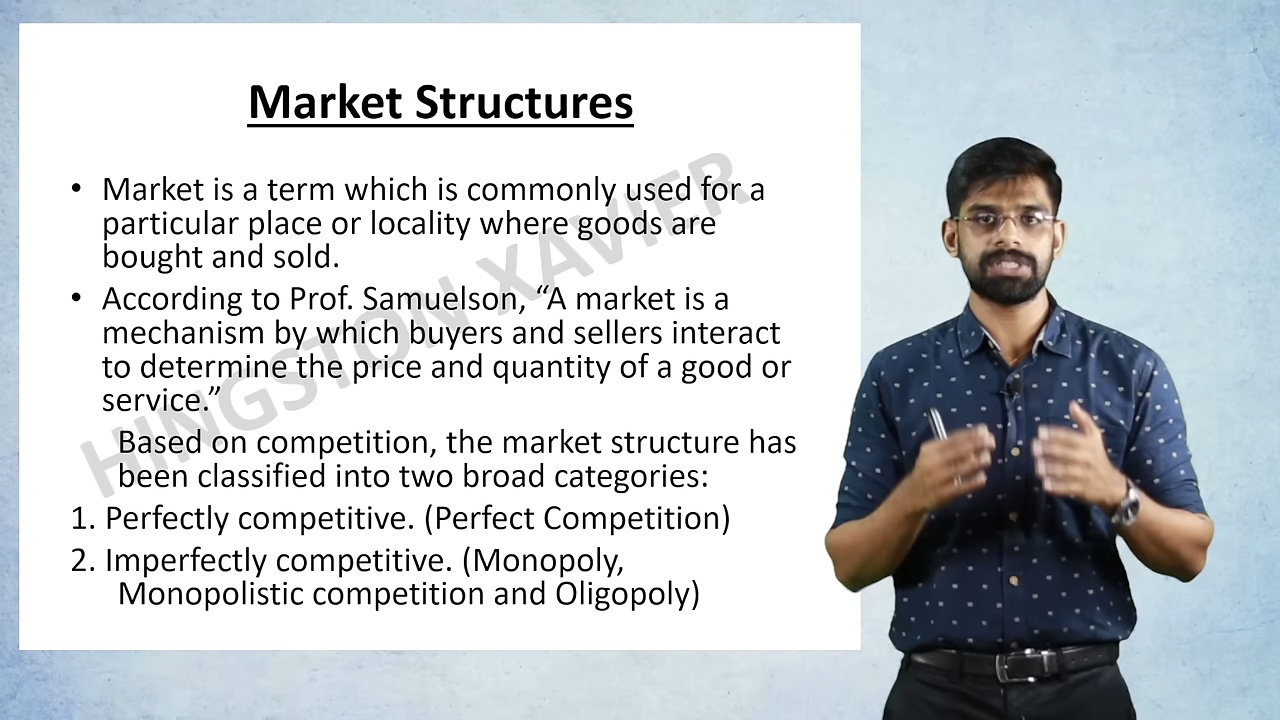 Market Structures
• Market is a term which is commonly used for a
particular place or locality where goods are
bought and sold.
• According to Prof. Samuelson, “A market is a
mechanism by which buyers and sellers interact
to determine the price and quantity of a good or
service.”
Based on competition, the market structure has
been classified into two broad categories:
1. Perfectly competitive. (Perfect Competition)
2. Imperfectly competitive. (Monopoly,
Monopolistic competition and Oligopoly)
HINGSTON XAVIER